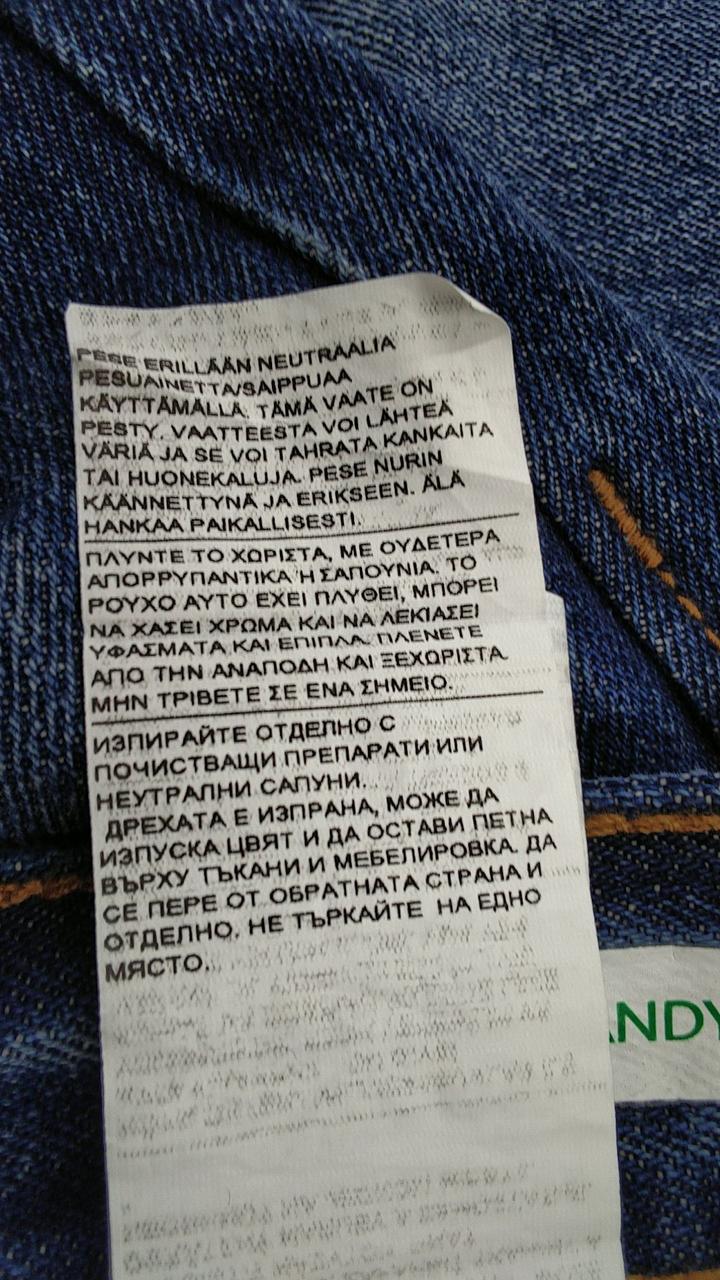 PESE ERILLÄÄN NEUTRAALIA
PESUAINETTA/SAIPPUAA
KÄYTTÄMÄLLÄ. TÄMÄ VAATE ON
PESTY. VAATTEESTA VOI LÄHTEÄ
VÄRIÄ JA SE VOI TAHRATA KANKAITA
TAI HUONEKALUJA. PESE NURIN
KÄÄNNETTYNÄ JA ERIKSEEN. ÄLÄ
HANKAA PAIKALLISESTI.
ΠΛΥΝΤΕ ΤΟ ΧΩΡΙΣΤΑ, ΜΕ ΟΥΔΕΤΕΡΑ
ΑΠΟΡΡΥΠΑΝΤΙΚΑ Ή ΣΑΠΟΥΝΙΑ. ΤΟ
ΡΟΥΧΟ ΑΥΤΟ ΕΧΕΙ ΠΛΥΘΕΙ, ΜΠΟΡΕΙ
ΝΑ ΧΑΣΕΙ ΧΡΩΜΑ ΚΑΙ ΝΑ ΛΕΚΙΑΣΕΙ
ΥΦΑΣΜΑΤΑ ΚΑΙ ΕΠΙΠΛΑ. ΠΛΕΝΕΤΕ
ΑΠΟ ΤΗΝ ΑΝΑΠΟΔΗ ΚΑΙ ΞΕΧΩΡΙΣΤΑ.
ΜΗΝ ΤΡΙΒΕΤΕ ΣΕ ΕΝΑ ΣΗΜΕΙΟ.
ИЗПИРАЙТЕ ОТДЕЛНО С
ПОЧИСТВАЩИ ПРЕПАРАТИ ИЛИ
НЕУТРАЛНИ САПУНИ.
ДРЕХАТА Е ИЗПРАНА, МОЖЕ ДА
ИЗПУСКА ЦВЯТ И ДА ОСТАВИ ПЕТНА
ВЪРХУ ТЪКАНИ И МЕБЕЛИРОВКА. ДА
СЕ ПЕРЕ ОТ ОБРАТНАТА СТРАНА И
ОТДЕЛНО. НЕ ТЪРКАЙТЕ НА ЕДНО
МЯСТО.